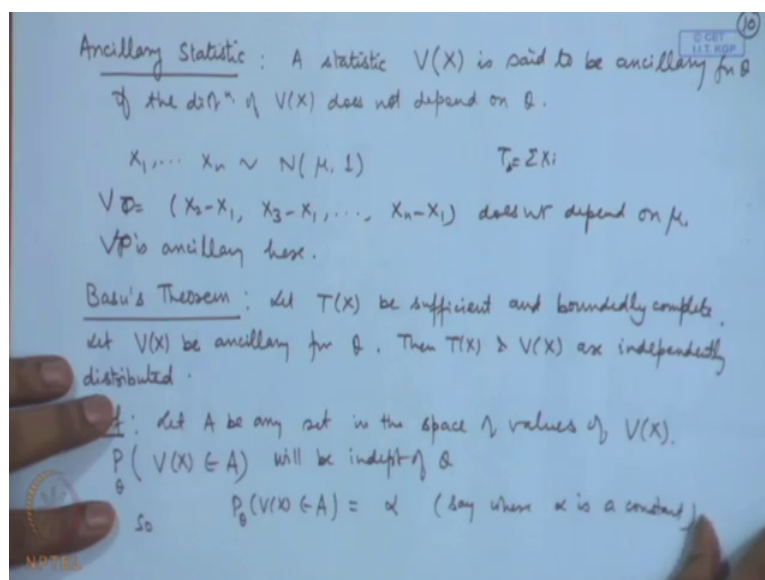 10
© CET
I.I.T. KGP
Ancillary Statistic : A statistic V(X) is said to be ancillary for θ
if the distⁿ of V(X) does not depend on θ.
X₁, ... Xₙ ~ N(μ, 1) T = ΣXᵢ
V = (X₂-X₁, X₃-X₁, ..., Xₙ-X₁) does not depend on μ.
V is ancillary here.
Basu's Theorem : Let T(X) be sufficient and boundedly complete.
Let V(X) be ancillary for θ. Then T(X) & V(X) are independently
distributed.
Let A be any set in the space of values of V(X).
P_θ (V(X) ∈ A) will be indept of θ
So P_θ (V(X) ∈ A) = α (say where α is a constant)
NPTEL